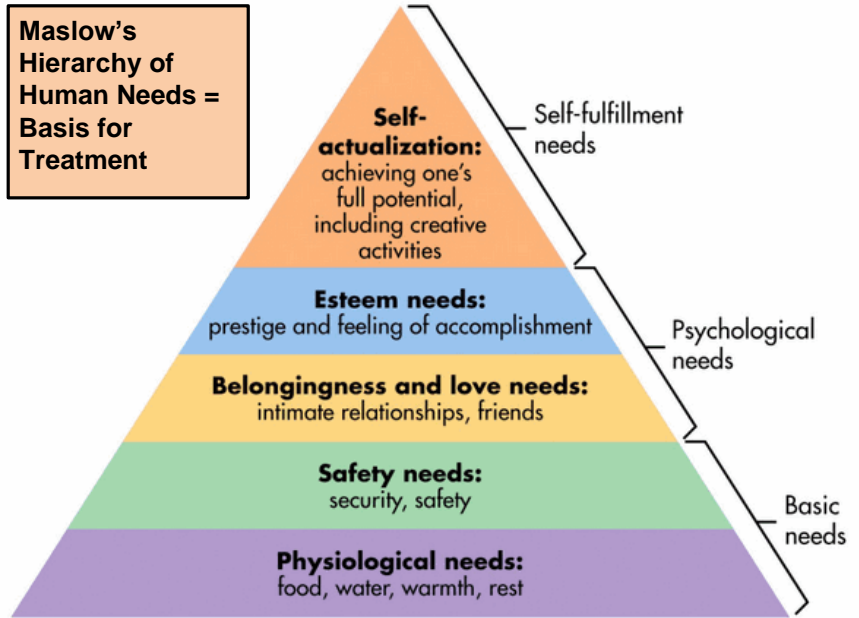 Maslow's
Hierarchy of
Human Needs =
Basis for
Treatment
Self-
actualization:
achieving one's
full potential,
including creative
activities
Self-fulfillment
needs
Esteem needs:
prestige and feeling of accomplishment
Psychological
needs
Belongingness and love needs:
intimate relationships, friends
Safety needs:
security, safety
Basic
needs
Physiological needs:
food, water, warmth, rest